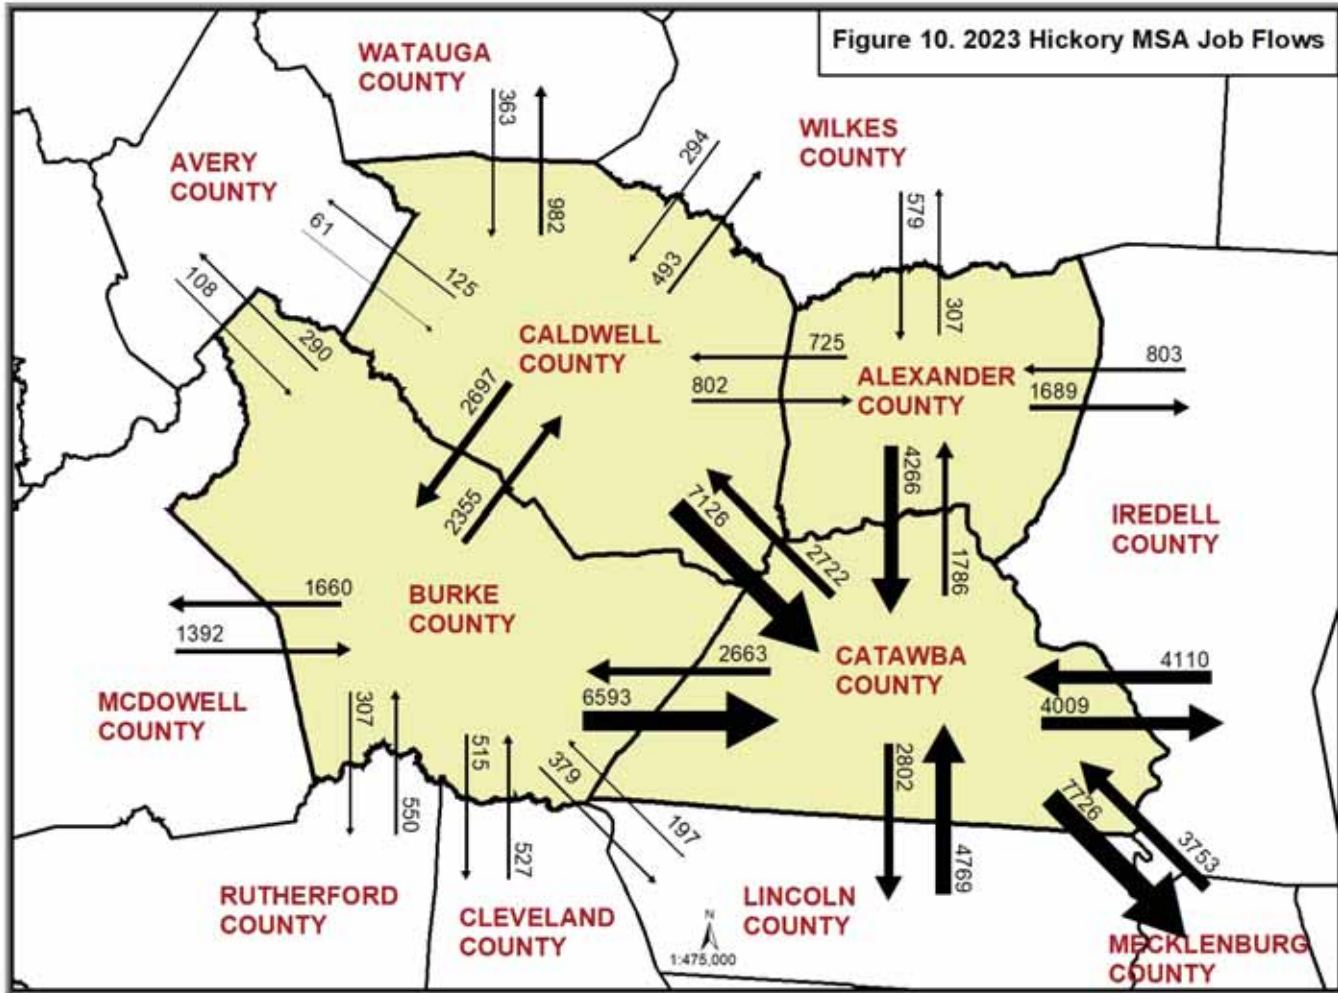 Figure 10. 2023 Hickory MSA Job Flows
WATAUGA
COUNTY
363
982
294
493
WILKES
COUNTY
579
307
AVERY
COUNTY
61
125
108
290
CALDWELL
COUNTY
725
802
ALEXANDER
COUNTY
803
1689
2697
2355
7126
2722
4266
1786
IREDELL
COUNTY
1660
1392
BURKE
COUNTY
2663
6593
CATAWBA
COUNTY
4110
4009
MCDOWELL
COUNTY
307
550
515
527
379
197
2802
4769
7726
3753
RUTHERFORD
COUNTY
CLEVELAND
COUNTY
N
1:475,000
LINCOLN
COUNTY
MECKLENBURG
COUNTY